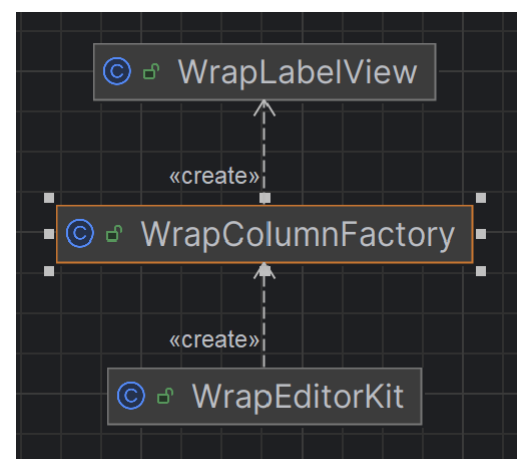 © WrapLabelView
«create»
© WrapColumnFactory
«create»
© WrapEditorKit